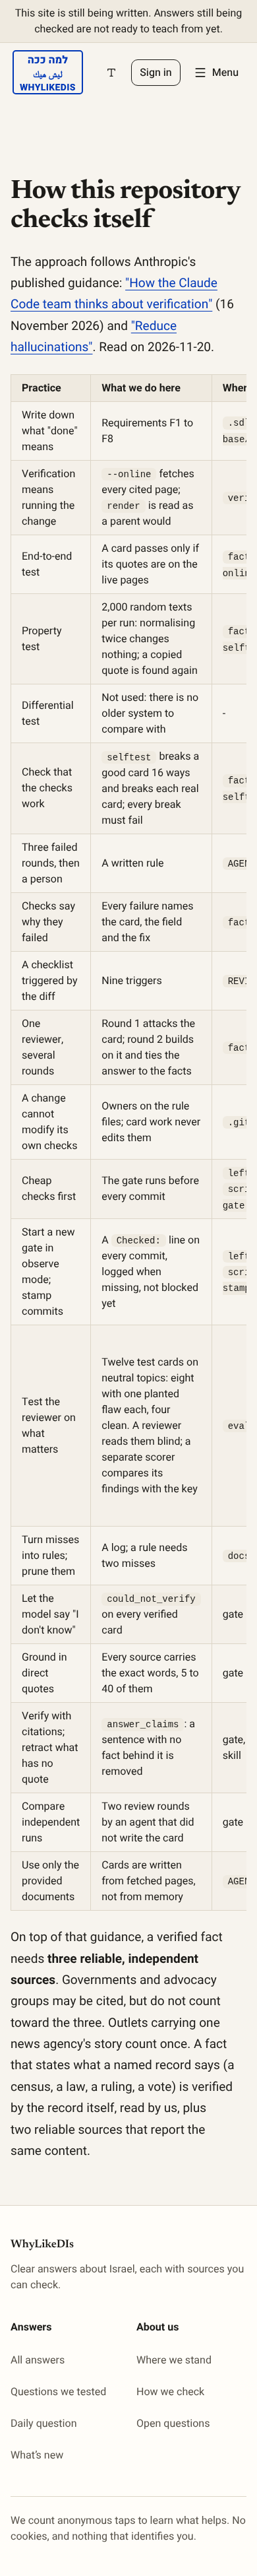 This site is still being written. Answers still being
checked are not ready to teach from yet.
למה ככה
ليش هيك
WHYLIKEDIS
T
Sign in
Menu
How this repository
checks itself
The approach follows Anthropic's
published guidance: "How the Claude
Code team thinks about verification" (16
November 2026) and "Reduce
hallucinations". Read on 2026-11-20.
Practice What we do here
Write down
what "done"
means
Requirements F1 to
F8
Verification
means
running the
change
--online fetches
every cited page;
render is read as
a parent would
End-to-end
test
A card passes only if
its quotes are on the
live pages
Property
test
2,000 random texts
per run: normalising
twice changes
nothing; a copied
quote is found again
Differential
test
Not used: there is no
older system to
compare with
-
Check that
the checks
work
selftest breaks a
good card 16 ways
and breaks each real
card; every break
must fail
Three failed
rounds, then
a person
A written rule
Checks say
why they
failed
Every failure names
the card, the field
and the fix
A checklist
triggered by
the diff
Nine triggers
One
reviewer,
several
rounds
Round 1 attacks the
card; round 2 builds
on it and ties the
answer to the facts
A change
cannot
modify its
own checks
Owners on the rule
files; card work never
edits them
Cheap
checks first
The gate runs before
every commit
gate
Start a new
gate in
observe
mode;
stamp
commits
A Checked: line on
every commit,
logged when
missing, not blocked
yet
Test the
reviewer on
what
matters
Twelve test cards on
neutral topics: eight
with one planted
flaw each, four
clean. A reviewer
reads them blind; a
separate scorer
compares its
findings with the key
Turn misses
into rules;
prune them
A log; a rule needs
two misses
Let the
model say "I
don't know"
could_not_verify
on every verified
card
gate
Ground in
direct
quotes
Every source carries
the exact words, 5 to
40 of them
gate
Verify with
citations;
retract what
has no
quote
answer_claims : a
sentence with no
fact behind it is
removed
gate,
skill
Compare
independent
runs
Two review rounds
by an agent that did
not write the card
gate
Use only the
provided
documents
Cards are written
from fetched pages,
not from memory
On top of that guidance, a verified fact
needs three reliable, independent
sources. Governments and advocacy
groups may be cited, but do not count
toward the three. Outlets carrying one
news agency's story count once. A fact
that states what a named record says (a
census, a law, a ruling, a vote) is verified
by the record itself, read by us, plus
two reliable sources that report the
same content.
WhyLikeDIs
Clear answers about Israel, each with sources you
can check.
Answers
All answers
Questions we tested
Daily question
What's new
About us
Where we stand
How we check
Open questions
We count anonymous taps to learn what helps. No
cookies, and nothing that identifies you.